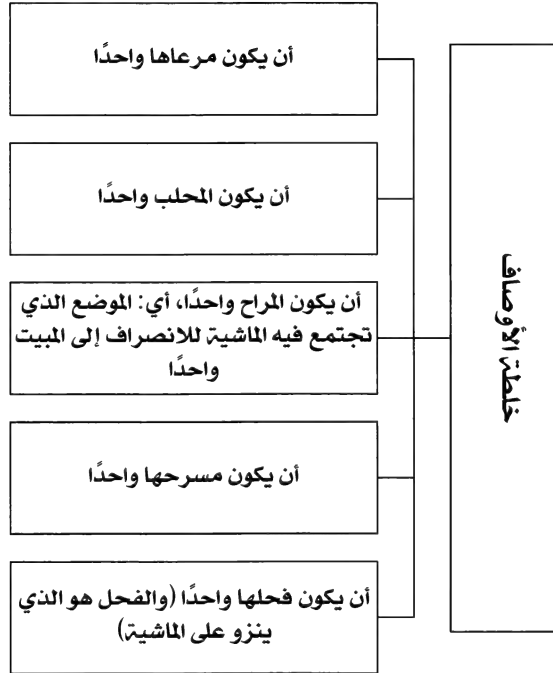 خلطة الأوصاف
أن يكون مرعاها واحدًا
أن يكون المحلب واحدًا
أن يكون المراح واحدًا، أي: الموضع الذي
تجتمع فيه الماشية للانصراف إلى المبيت
واحدًا
أن يكون مسرحها واحدًا
أن يكون فحلها واحدًا (والفحل هو الذي
ينزو على الماشية)